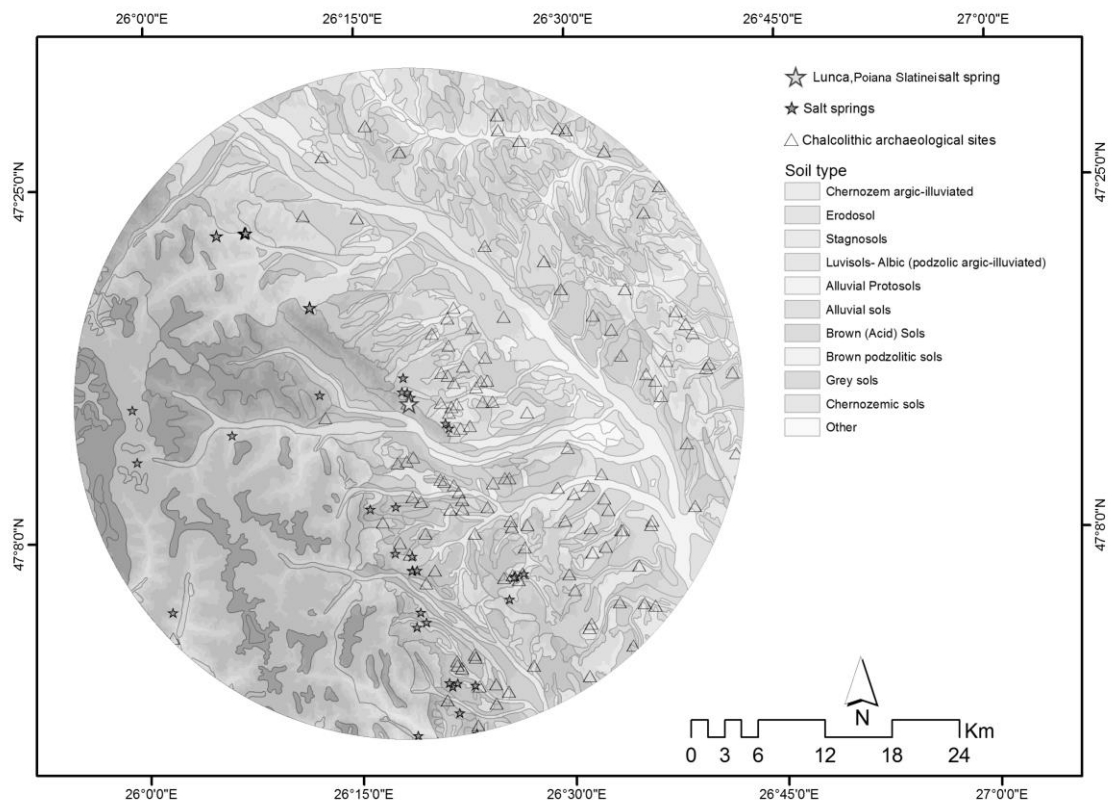 26°0'0"E 26°15'0"E 26°30'0"E 26°45'0"E 27°0'0"E
Lunca,Poiana Slatinei salt spring
Salt springs
Chalcolithic archaeological sites
Soil type
47°25'0"N 47°25'0"N
Chernozem argic-illuviated
Erodosol
Stagnosols
Luvisols- Albic (podzolic argic-illuviated)
Alluvial Protosols
Alluvial sols
Brown (Acid) Sols
Brown podzolitic sols
Grey sols
Chernozemic sols
Other
47°8'0"N 47°8'0"N
N
Km
0 3 6 12 18 24
26°0'0"E 26°15'0"E 26°30'0"E 26°45'0"E 27°0'0"E